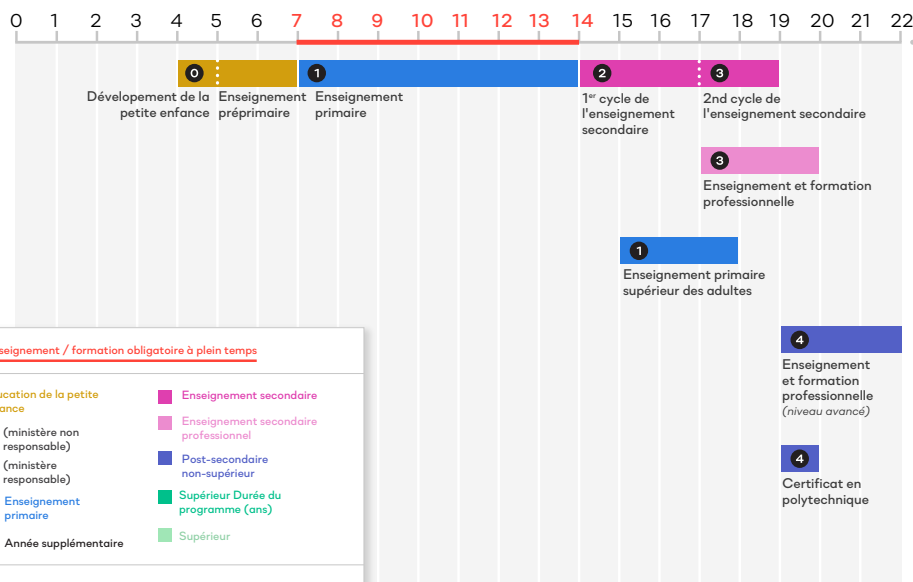 0 1 2 3 4 5 6 7 8 9 10 11 12 13 14 15 16 17 18 19 20 21 22
0 1 2 3
Dévelopement de la
petite enfance
Enseignement
préprimaire
Enseignement
primaire
1er cycle de
l'enseignement
secondaire
2nd cycle de
l'enseignement secondaire
3
Enseignement et formation
professionnelle
1
Enseignement primaire
supérieur des adultes
4
Enseignement
et formation
professionnelle
(niveau avancé)
4
Certificat en
polytechnique
seignement / formation obligatoire à plein temps
ucation de la petite
ance
(ministère non
responsable)
(ministère
responsable)
Enseignement
primaire
Année supplémentaire
Enseignement secondaire
Enseignement secondaire
professionnel
Post-secondaire
non-supérieur
Supérieur Durée du
programme (ans)
Supérieur